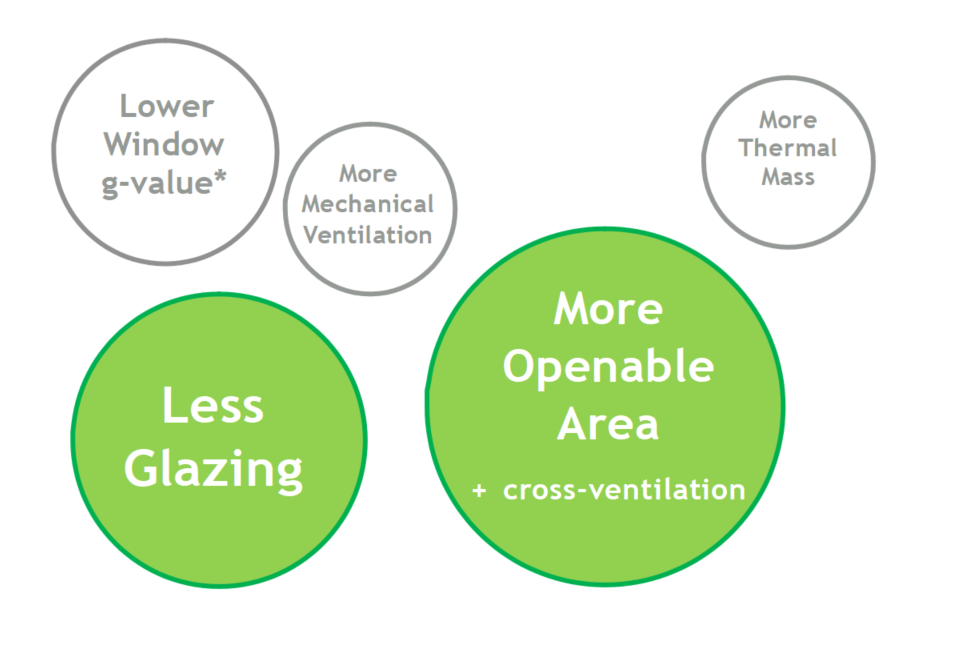 Lower
Window
g-value*
More
Mechanical
Ventilation
More
Thermal
Mass
Less
Glazing
More
Openable
Area
+ cross-ventilation